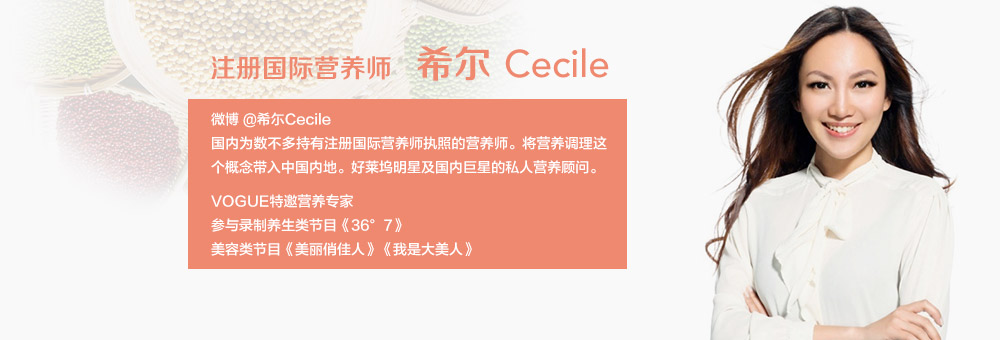 注册国际营养师 希尔 Cecile
微博 @希尔Cecile
国内为数不多持有注册国际营养师执照的营养师。将营养调理这
个概念带入中国内地。好莱坞明星及国内巨星的私人营养顾问。
VOGUE特邀营养专家
参与录制养生类节目《36°7》
美容类节目《美丽俏佳人》《我是大美人》